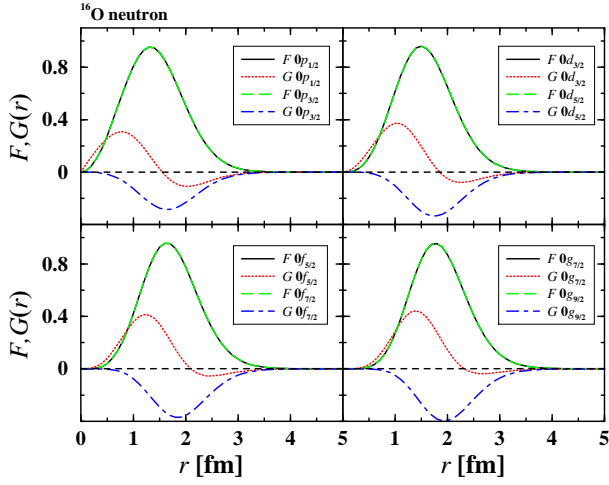 ¹⁶O neutron
F, G(r)
0.8
0.4
0
F 0p₁/₂
G 0p₁/₂
F 0p₃/₂
G 0p₃/₂
F 0d₃/₂
G 0d₃/₂
F 0d₅/₂
G 0d₅/₂
F, G(r)
0.8
0.4
0
F 0f₅/₂
G 0f₅/₂
F 0f₇/₂
G 0f₇/₂
F 0g₇/₂
G 0g₇/₂
F 0g₉/₂
G 0g₉/₂
0 1 2 3 4 5 1 2 3 4 5
r [fm] r [fm]